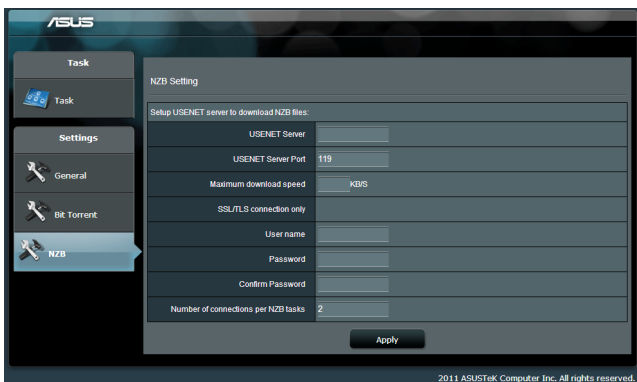 ASUS
Task
Task
Settings
General
Bit Torrent
NZB
NZB Setting
Setup USENET server to download NZB files:
USENET Server
USENET Server Port 119
Maximum download speed KB/S
SSL/TLS connection only
User name
Password
Confirm Password
Number of connections per NZB tasks 2
Apply
2011 ASUSTeK Computer Inc. All rights reserved.